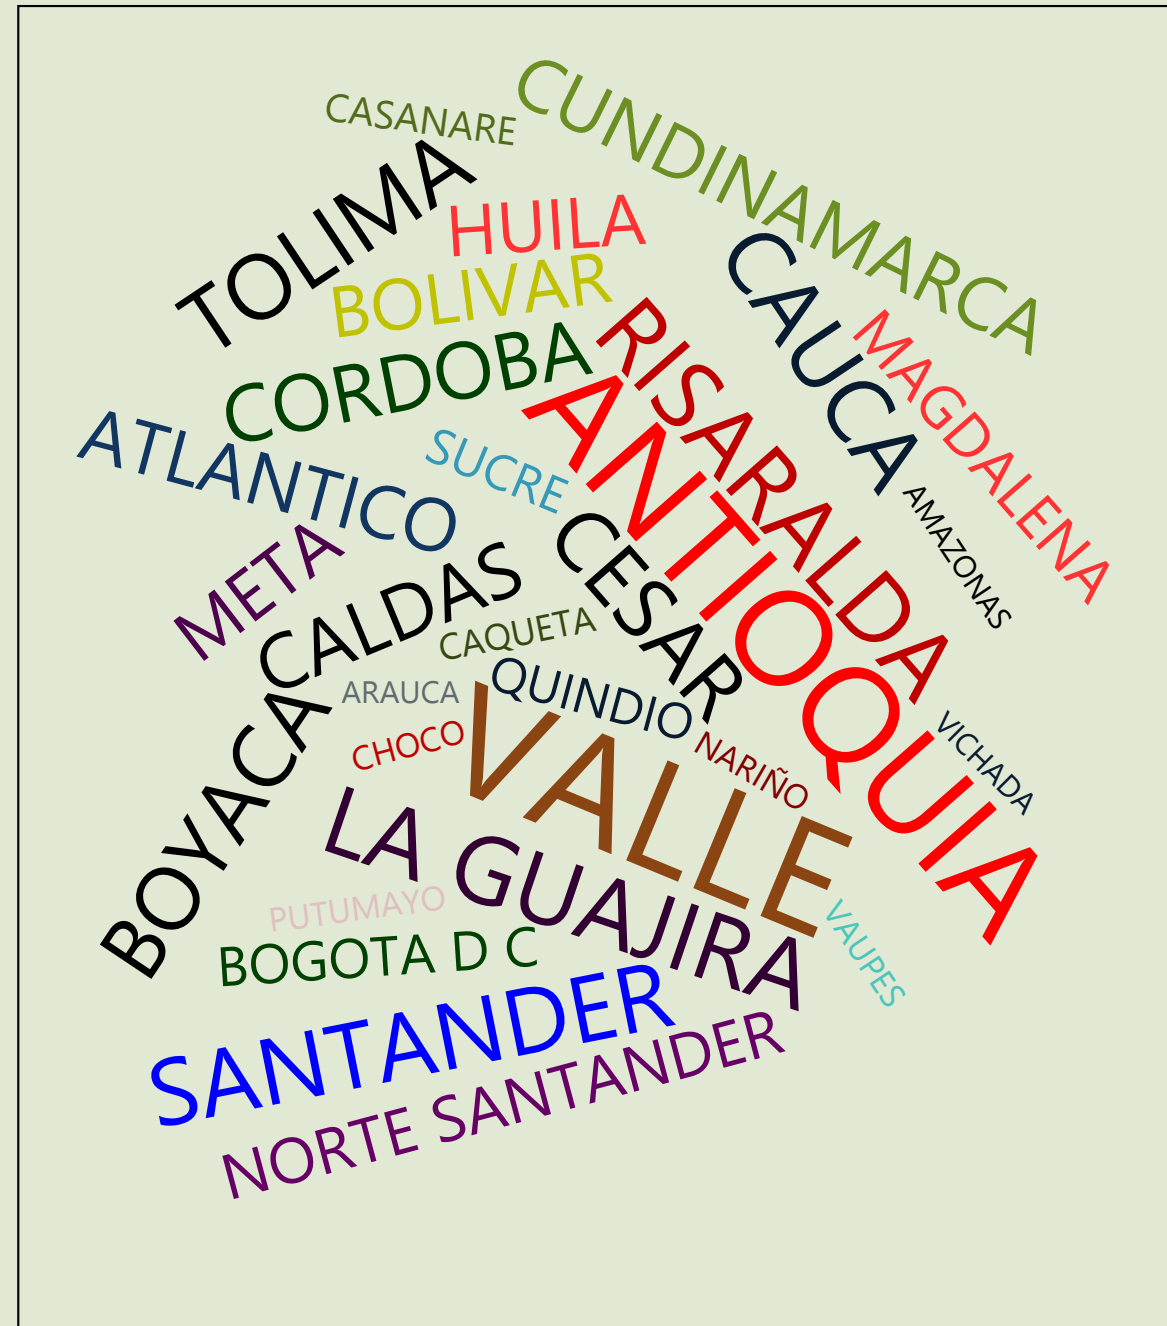 CUNDINAMARCA
CASANARE
TOLIMA
HUILA
BOLIVAR
CAUCA
MAGDALENA
RISARALDA
CORDOBA
ANTIOQUIA
ATLANTICO
SUCRE
AMAZONAS
CESAR
META
CALDAS
CAQUETA
QUINDIO
ARAUCA
BOYACA
VALLE
CHOCO
NARIÑO
VICHADA
LA GUAJIRA
PUTUMAYO
VAUPES
BOGOTA D C
SANTANDER
NORTE SANTANDER